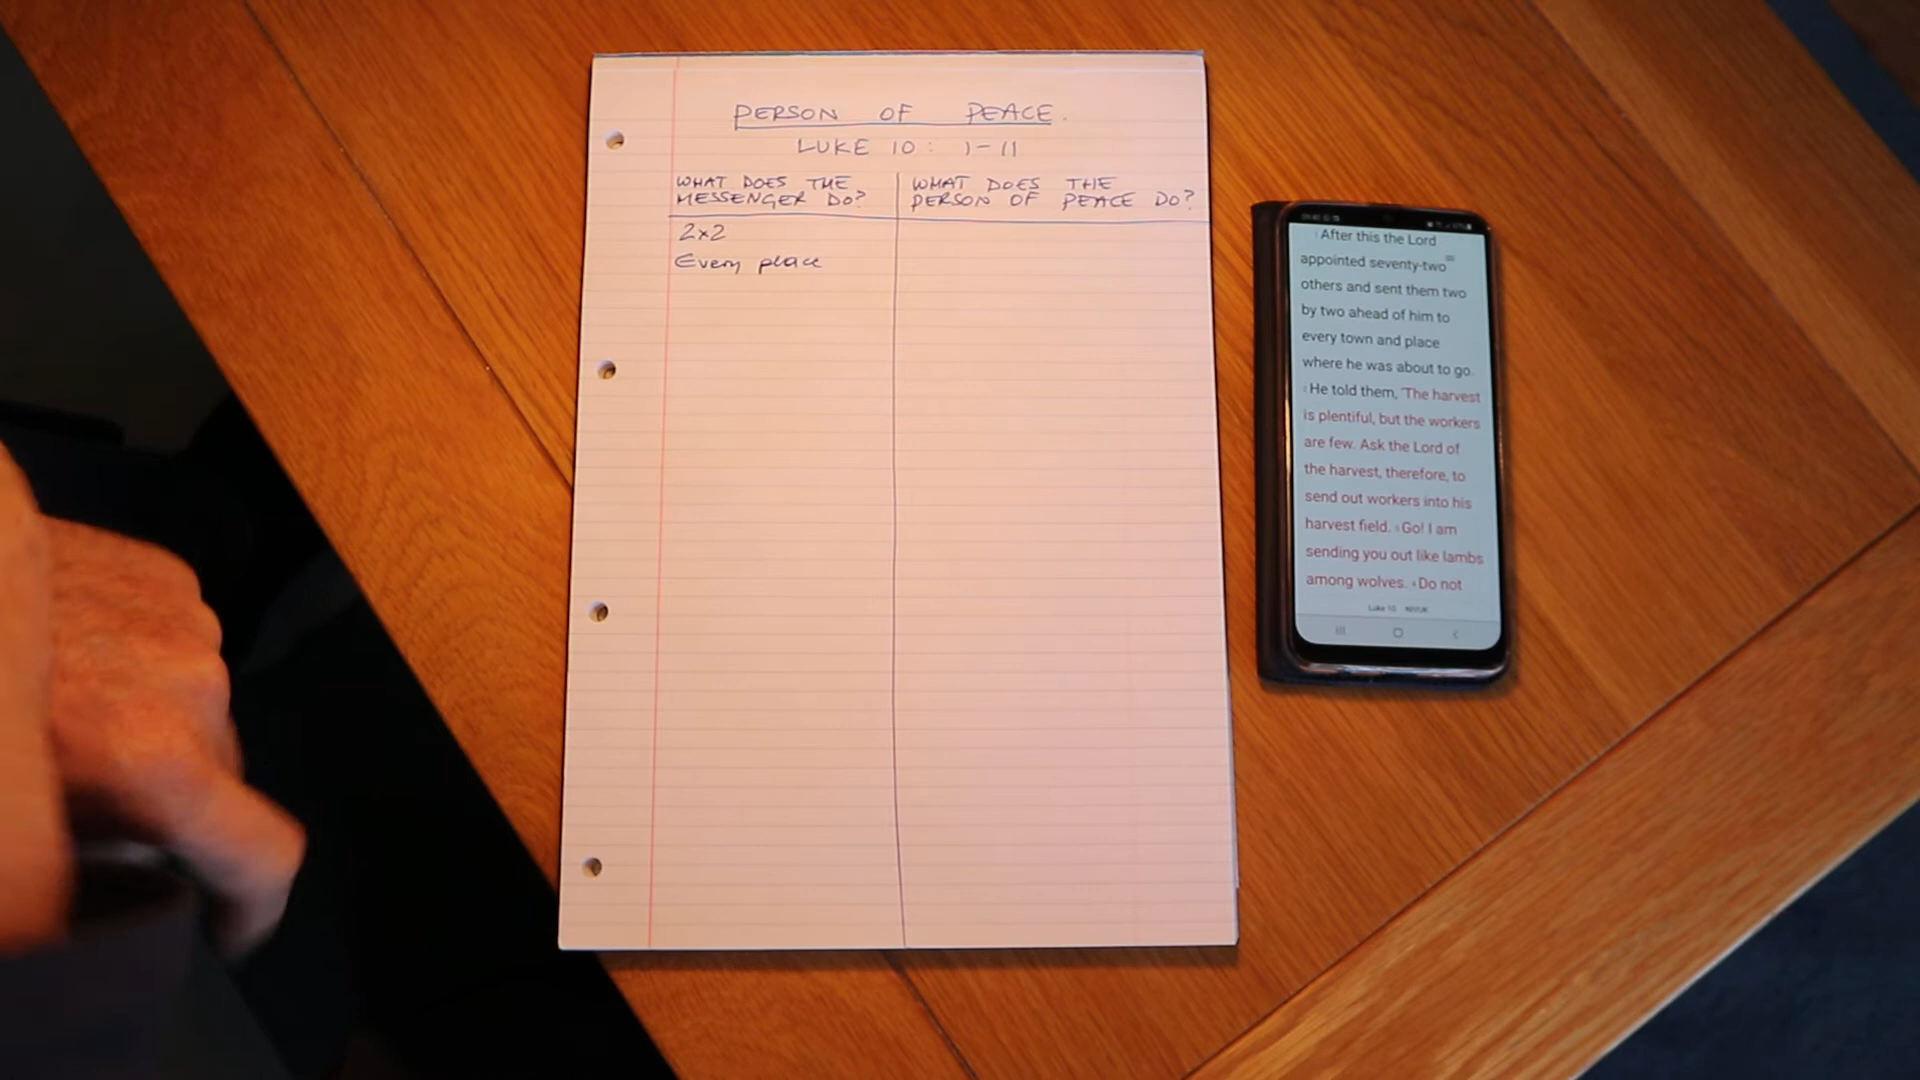 PERSON OF PEACE.
LUKE 10: 1-11
WHAT DOES THE
MESSENGER DO?
WHAT DOES THE
PERSON OF PEACE DO?
2x2
Every place
After this the Lord
appointed seventy-two
others and sent them two
by two ahead of him to
every town and place
where he was about to go.
He told them, 'The harvest
is plentiful, but the workers
are few. Ask the Lord of
the harvest, therefore, to
send out workers into his
harvest field. Go! I am
sending you out like lambs
among wolves. Do not
Luke 10 NIVUK